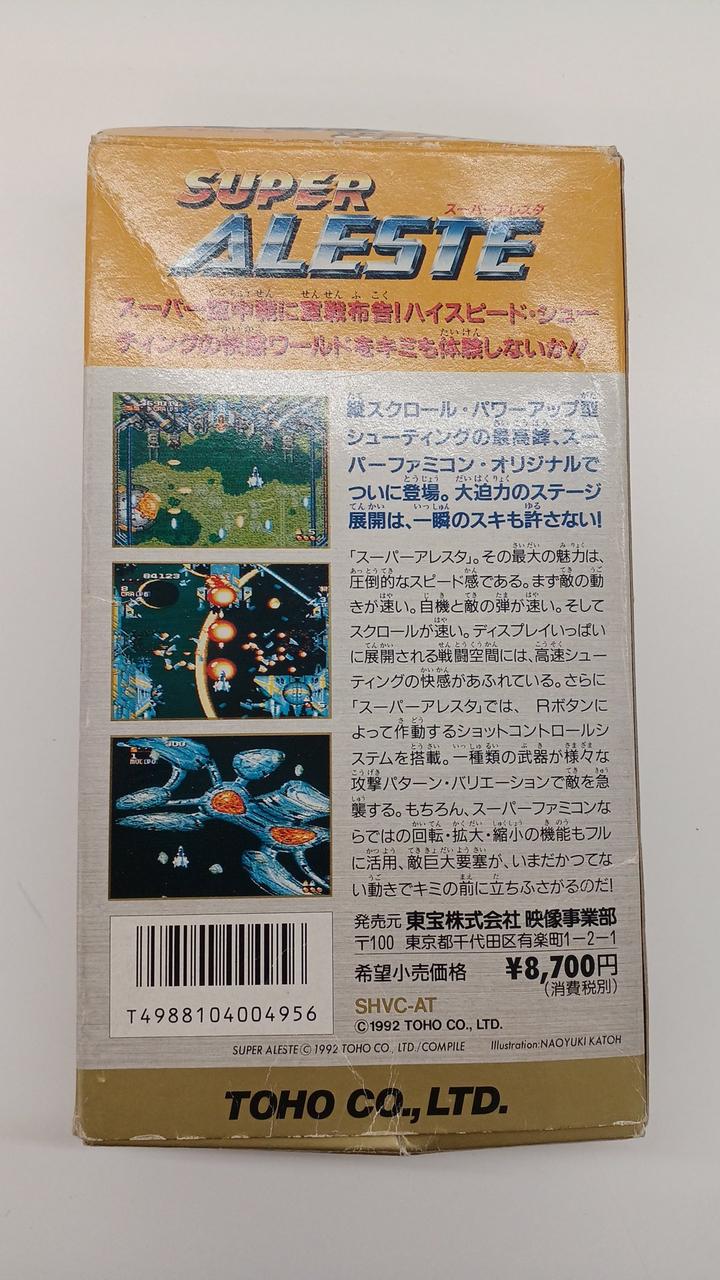 SUPER
スーパーアレスタ
ALESTE
スーパー空中戦に宣戦布告!ハイスピード・シュー
ティングの快感ワールドをキミも体験しないか!!
縦スクロール・パワーアップ型
シューティングの最高峰、スー
パーファミコン・オリジナルで
ついに登場。大迫力のステージ
展開は、一瞬のスキも許さない!
「スーパーアレスタ」。その最大の魅力は、
圧倒的なスピード感である。まず敵の動
きが速い。自機と敵の弾が速い。そして
スクロールが速い。ディスプレイいっぱい
に展開される戦闘空間には、高速シュー
ティングの快感があふれている。さらに
「スーパーアレスタ」では、Rボタンに
よって作動するショットコントロールシ
ステムを搭載。一種類の武器が様々な
攻撃パターン・バリエーションで敵を急
襲する。もちろん、スーパーファミコンな
らではの回転・拡大・縮小の機能もフル
に活用、敵巨大要塞が、いまだかつてな
い動きでキミの前に立ちふさがるのだ!
84123
発売元 東宝株式会社 映像事業部
〒100 東京都千代田区有楽町1-2-1
希望小売価格 ¥8,700円
(消費税別)
SHVC-AT
©1992 TOHO CO., LTD.
T4988104004956
SUPER ALESTE © 1992 TOHO CO., LTD./COMPILE Illustration:NAOYUKI KATOH
TOHO CO., LTD.